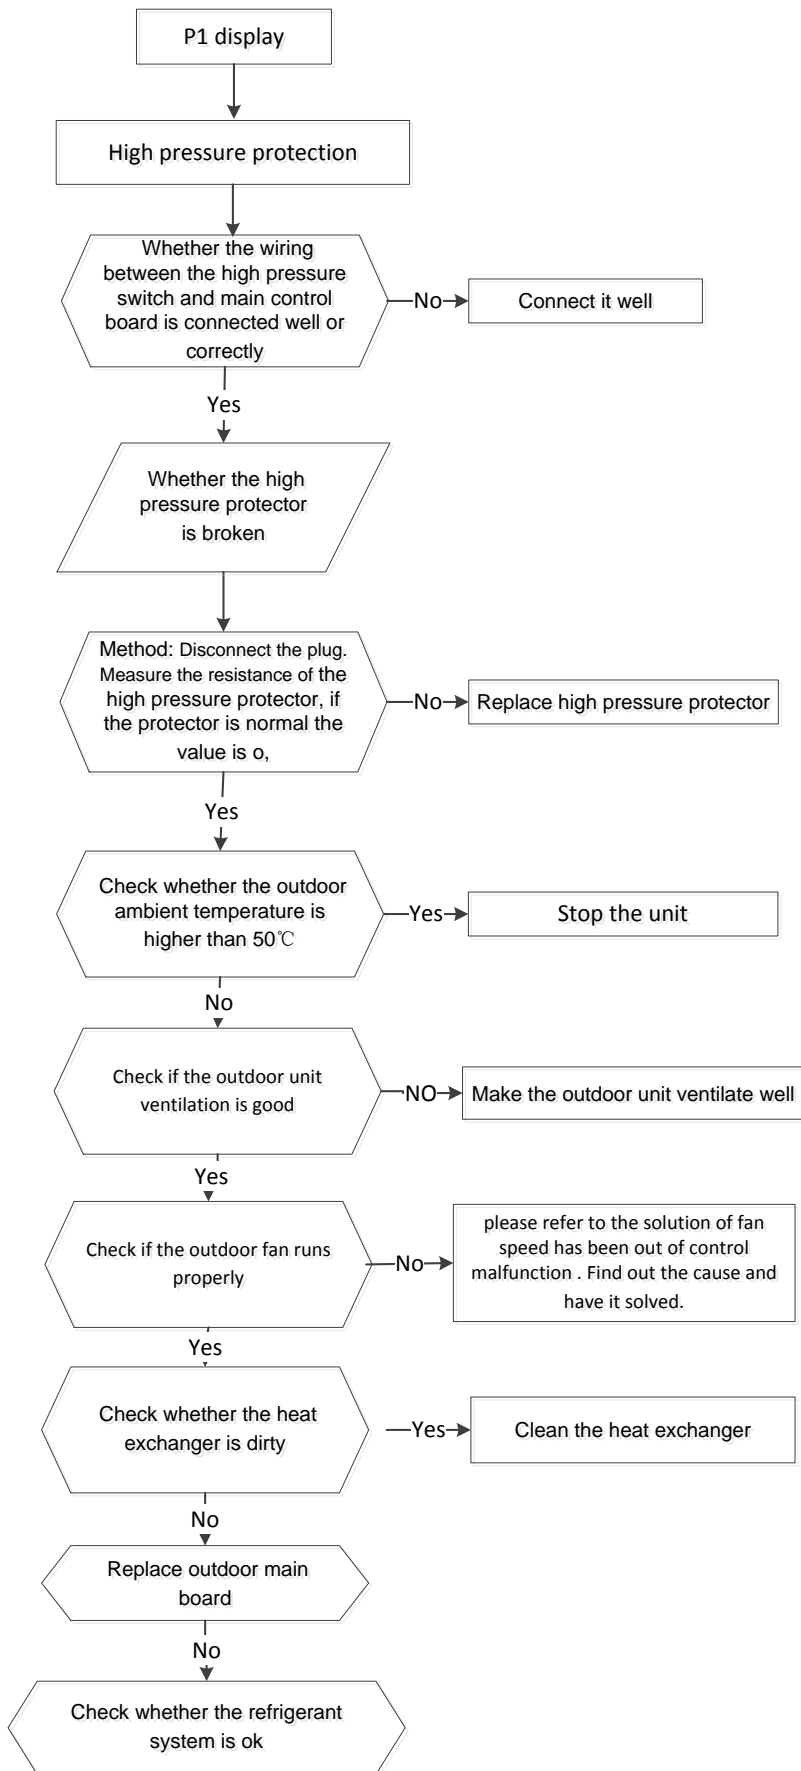 P1 display
High pressure protection
Whether the wiring
between the high pressure
switch and main control
board is connected well or
correctly
No
Connect it well
Yes
Whether the high
pressure protector
is broken
Method: Disconnect the plug.
Measure the resistance of the
high pressure protector, if
the protector is normal the
value is o,
No
Replace high pressure protector
Yes
Check whether the outdoor
ambient temperature is
higher than 50℃
Yes
Stop the unit
No
Check if the outdoor unit
ventilation is good
NO
Make the outdoor unit ventilate well
Yes
Check if the outdoor fan runs
properly
No
please refer to the solution of fan
speed has been out of control
malfunction . Find out the cause and
have it solved.
Yes
Check whether the heat
exchanger is dirty
Yes
Clean the heat exchanger
No
Replace outdoor main
board
No
Check whether the refrigerant
system is ok